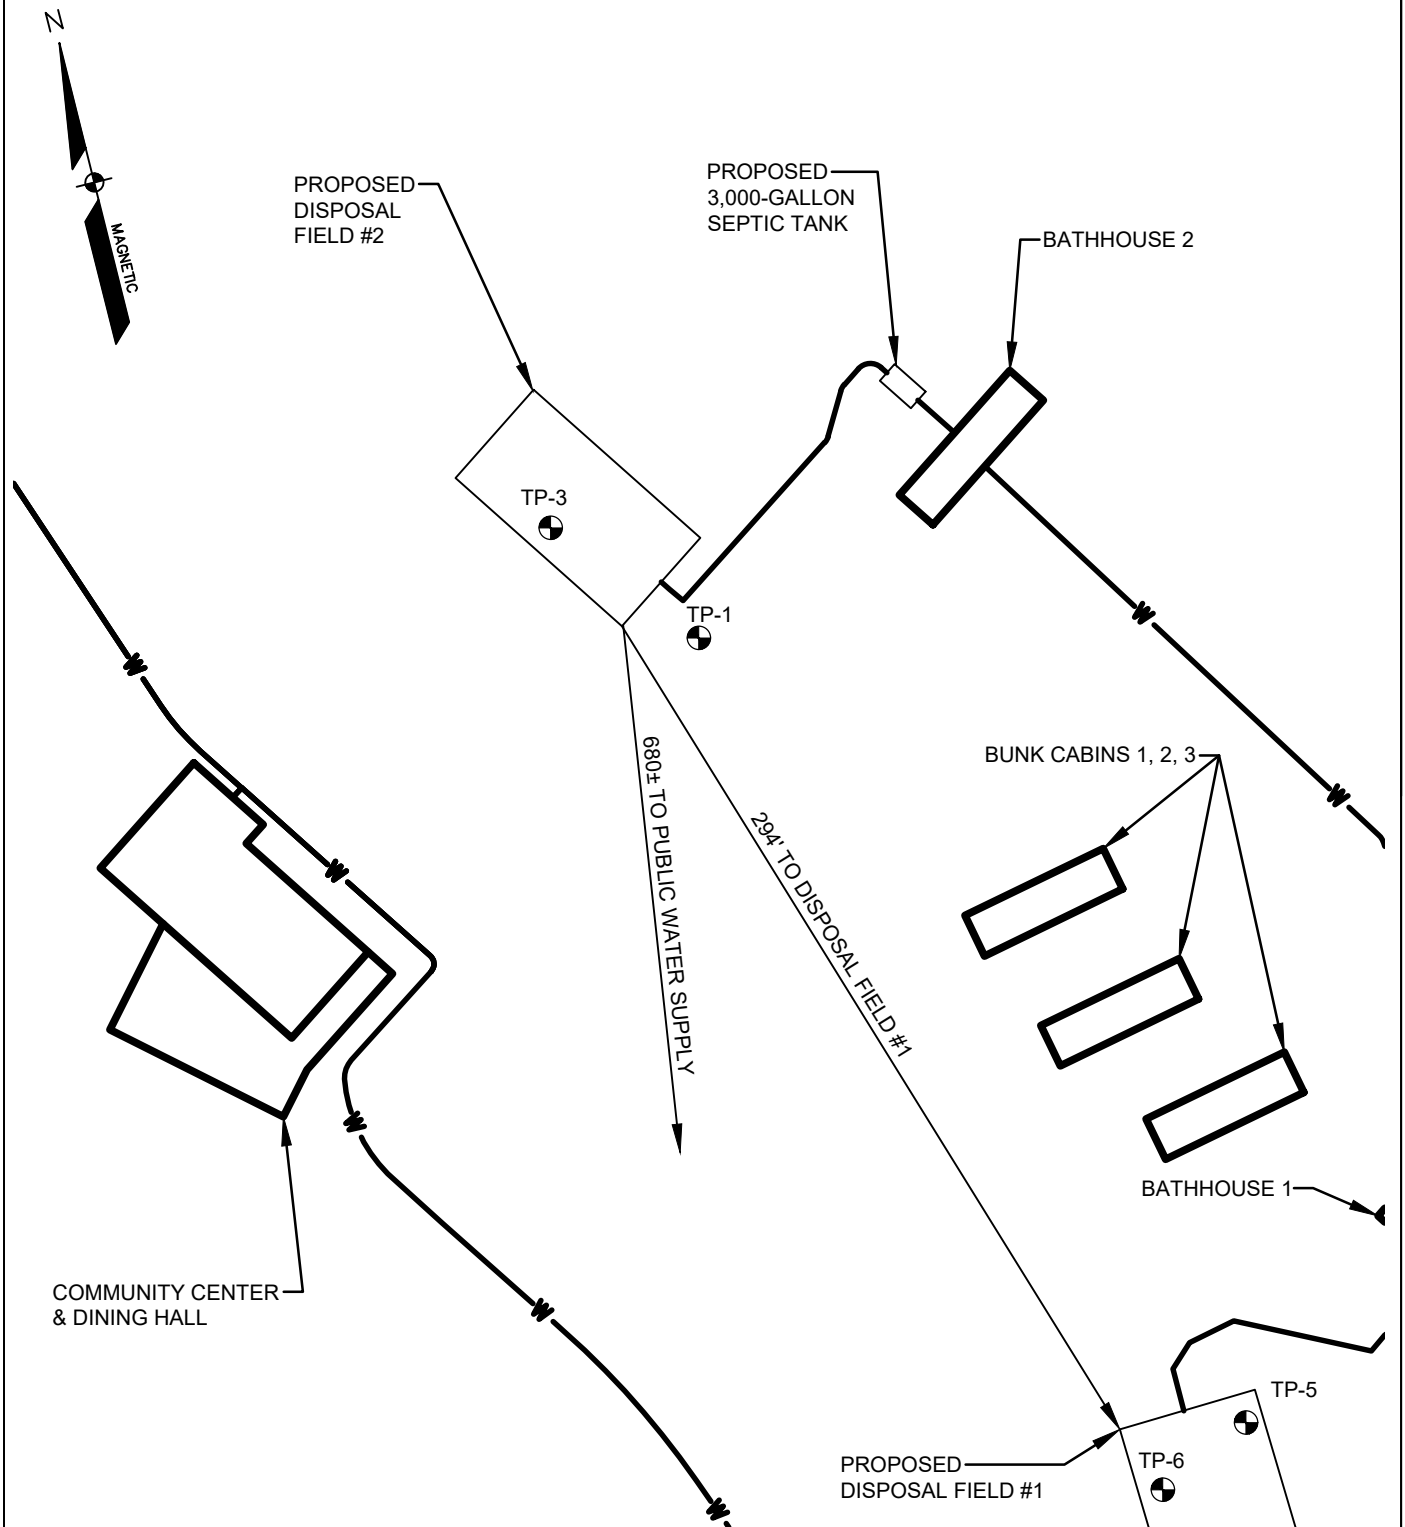 N
MAGNETIC
PROPOSED
DISPOSAL
FIELD #2
PROPOSED
3,000-GALLON
SEPTIC TANK
BATHHOUSE 2
TP-3
TP-1
W
W
W
680± TO PUBLIC WATER SUPPLY
294' TO DISPOSAL FIELD #1
BUNK CABINS 1, 2, 3
W
W
W
BATHHOUSE 1
COMMUNITY CENTER
& DINING HALL
W
W
TP-5
TP-6
PROPOSED
DISPOSAL FIELD #1